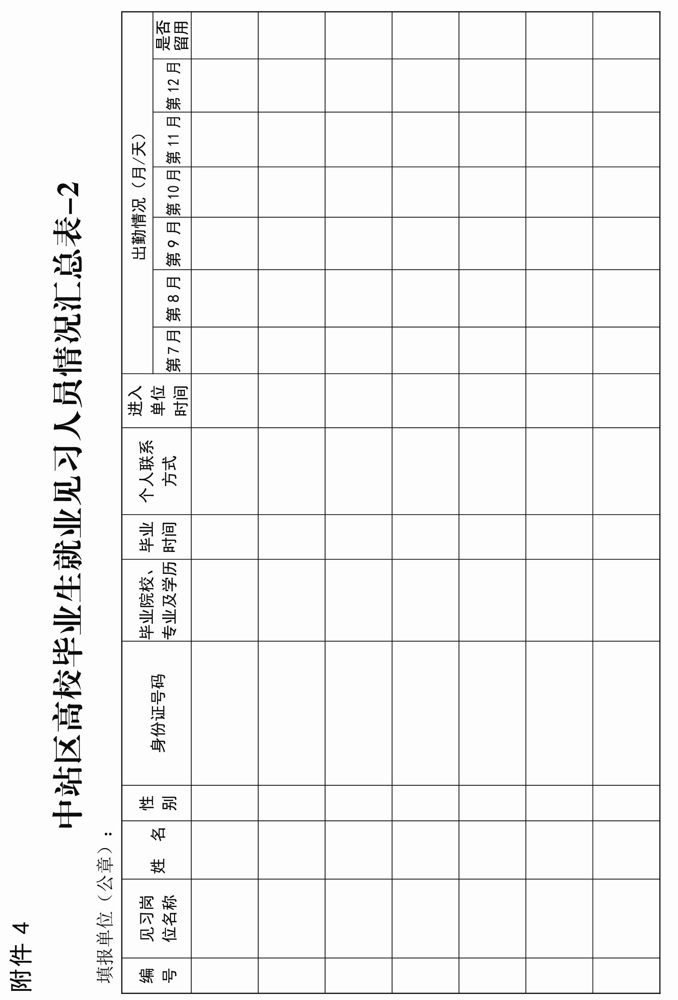 附件 4
中站区高校毕业生就业见习人员情况汇总表-2
填报单位（公章）：
编
号
见习岗
位名称
姓 名
性
别
身份证号码
毕业院校、
专业及学历
毕业
时间
个人联系
方式
进入
单位
时间
出勤情况（月/天）
第7月
第8月
第9月
第10月
第11月
第12月
是否
留用